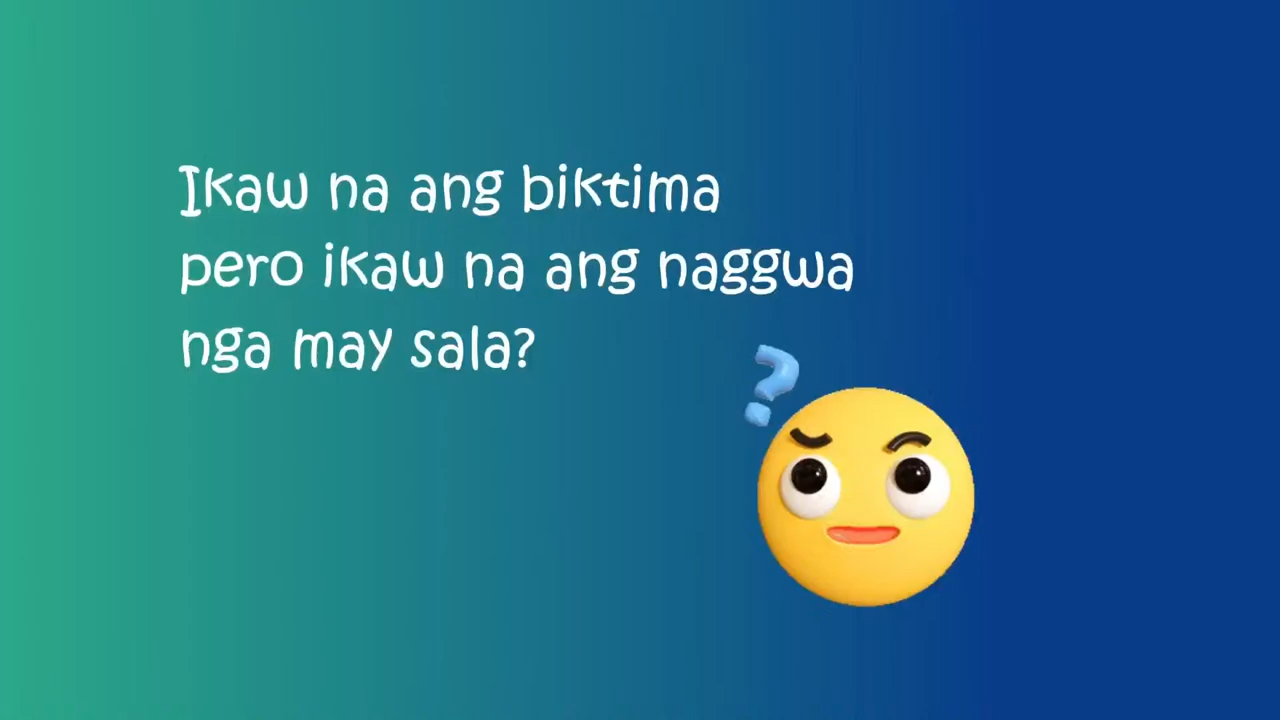 Ikaw na ang biktima
pero ikaw na ang naggwa
nga may sala?